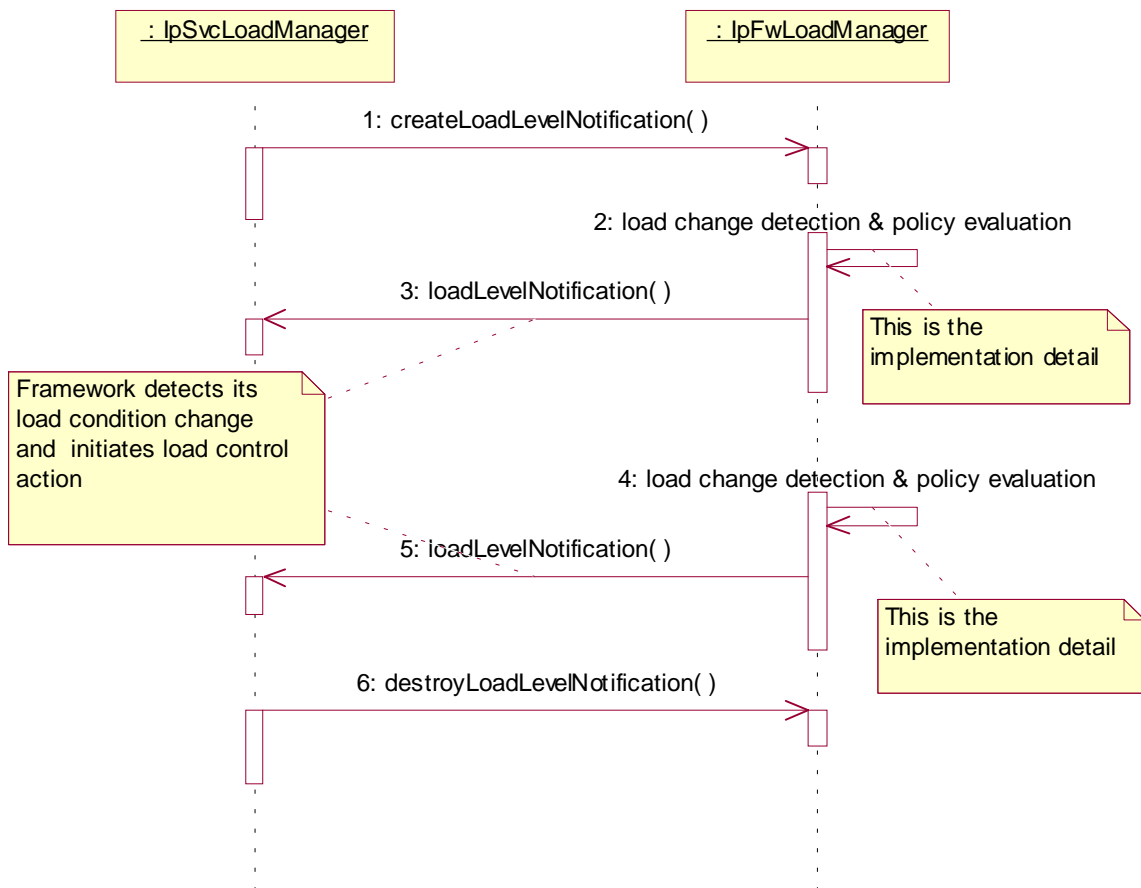 : IpSvcLoadManager
: IpFwLoadManager
1: createLoadLevelNotification( )
2: load change detection & policy evaluation
3: loadLevelNotification( )
This is the
implementation detail
Framework detects its
load condition change
and initiates load control
action
4: load change detection & policy evaluation
5: loadLevelNotification( )
This is the
implementation detail
6: destroyLoadLevelNotification( )